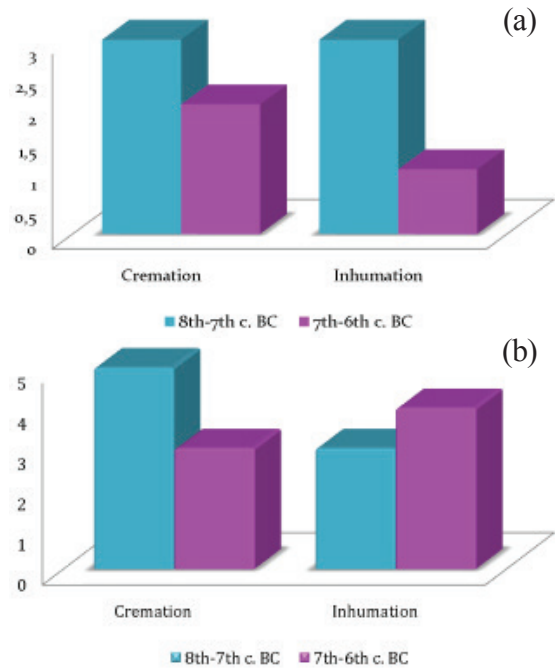 (a)
3
2,5
2
1,5
1
0,5
0
Cremation Inhumation
8th-7th c. BC 7th-6th c. BC
(b)
5
4
3
2
1
0
Cremation Inhumation
8th-7th c. BC 7th-6th c. BC